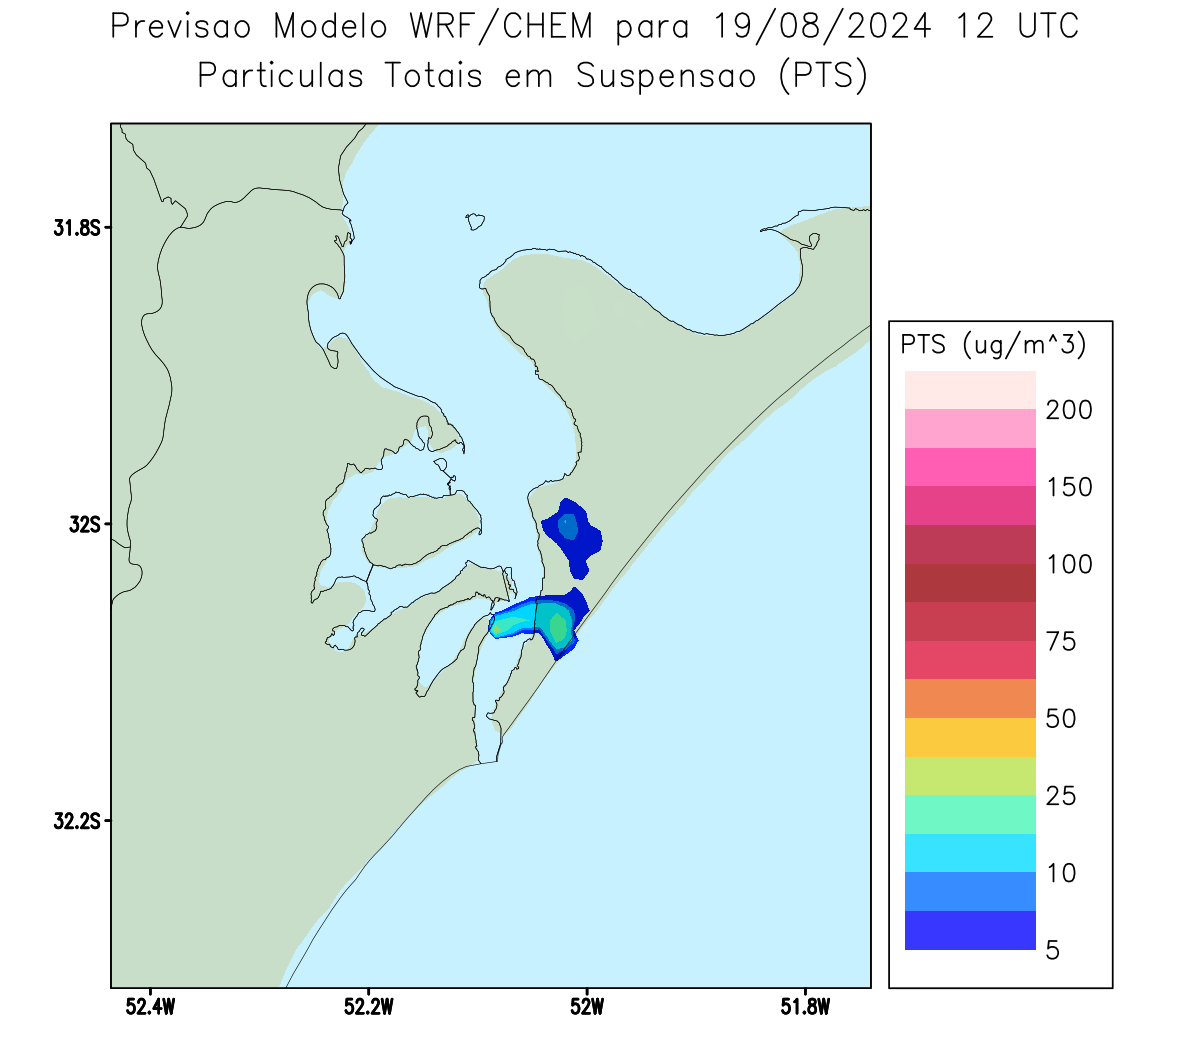 Previsao Modelo WRF/CHEM para 19/08/2024 12 UTC
Particulas Totais em Suspensao (PTS)
31.8S
32S
32.2S
52.4W
52.2W
52W
51.8W
PTS (ug/m^3)
200
150
100
75
50
25
10
5